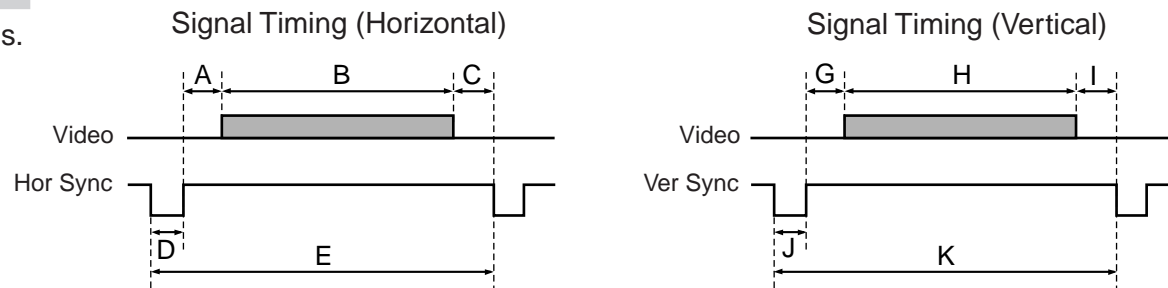 s.
Signal Timing (Horizontal)
A B C
Video
Hor Sync
D
E
Signal Timing (Vertical)
G H I
Video
Ver Sync
J
K